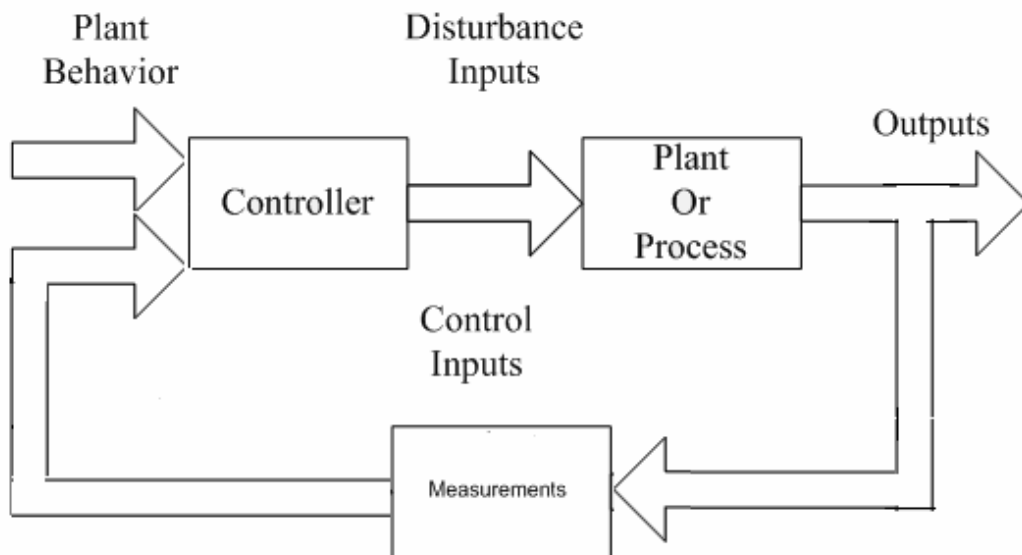 Plant
Behavior
Disturbance
Inputs
Outputs
Controller
Plant
Or
Process
Control
Inputs
Measurements